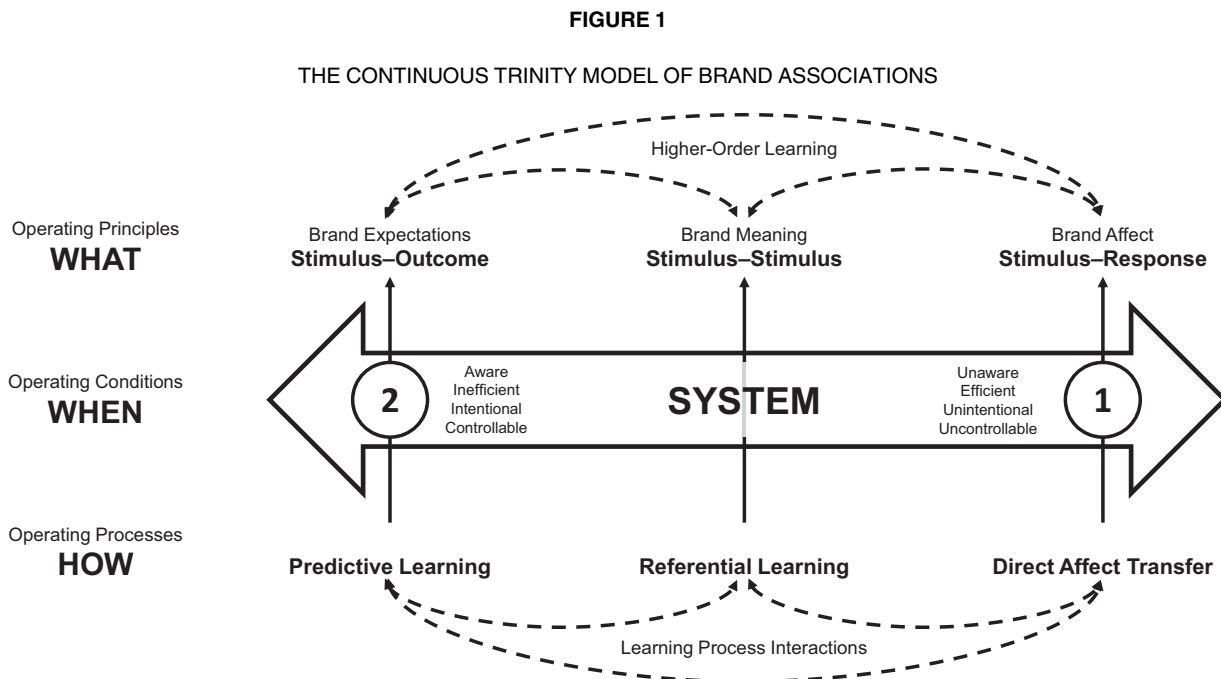 FIGURE 1
THE CONTINUOUS TRINITY MODEL OF BRAND ASSOCIATIONS
Higher-Order Learning
Operating Principles
WHAT
Brand Expectations
Stimulus–Outcome
Brand Meaning
Stimulus–Stimulus
Brand Affect
Stimulus–Response
Operating Conditions
WHEN
2
Aware
Inefficient
Intentional
Controllable
SYSTEM
Unaware
Efficient
Unintentional
Uncontrollable
1
Operating Processes
HOW
Predictive Learning
Referential Learning
Direct Affect Transfer
Learning Process Interactions